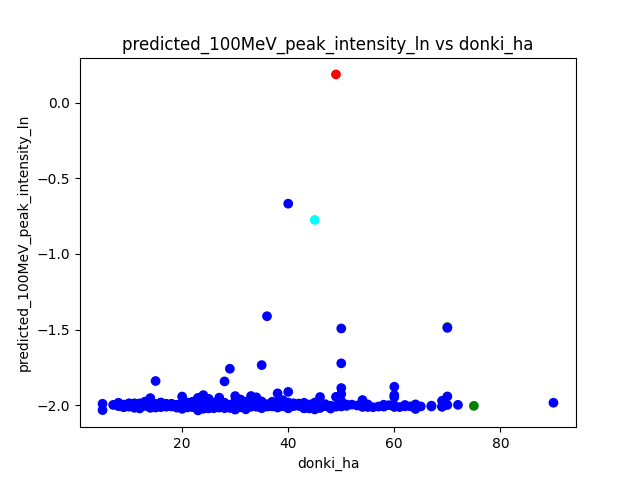 predicted_100MeV_peak_intensity_ln vs donki_ha
predicted_100MeV_peak_intensity_ln
0.0
−0.5
−1.0
−1.5
−2.0
20 40 60 80
donki_ha